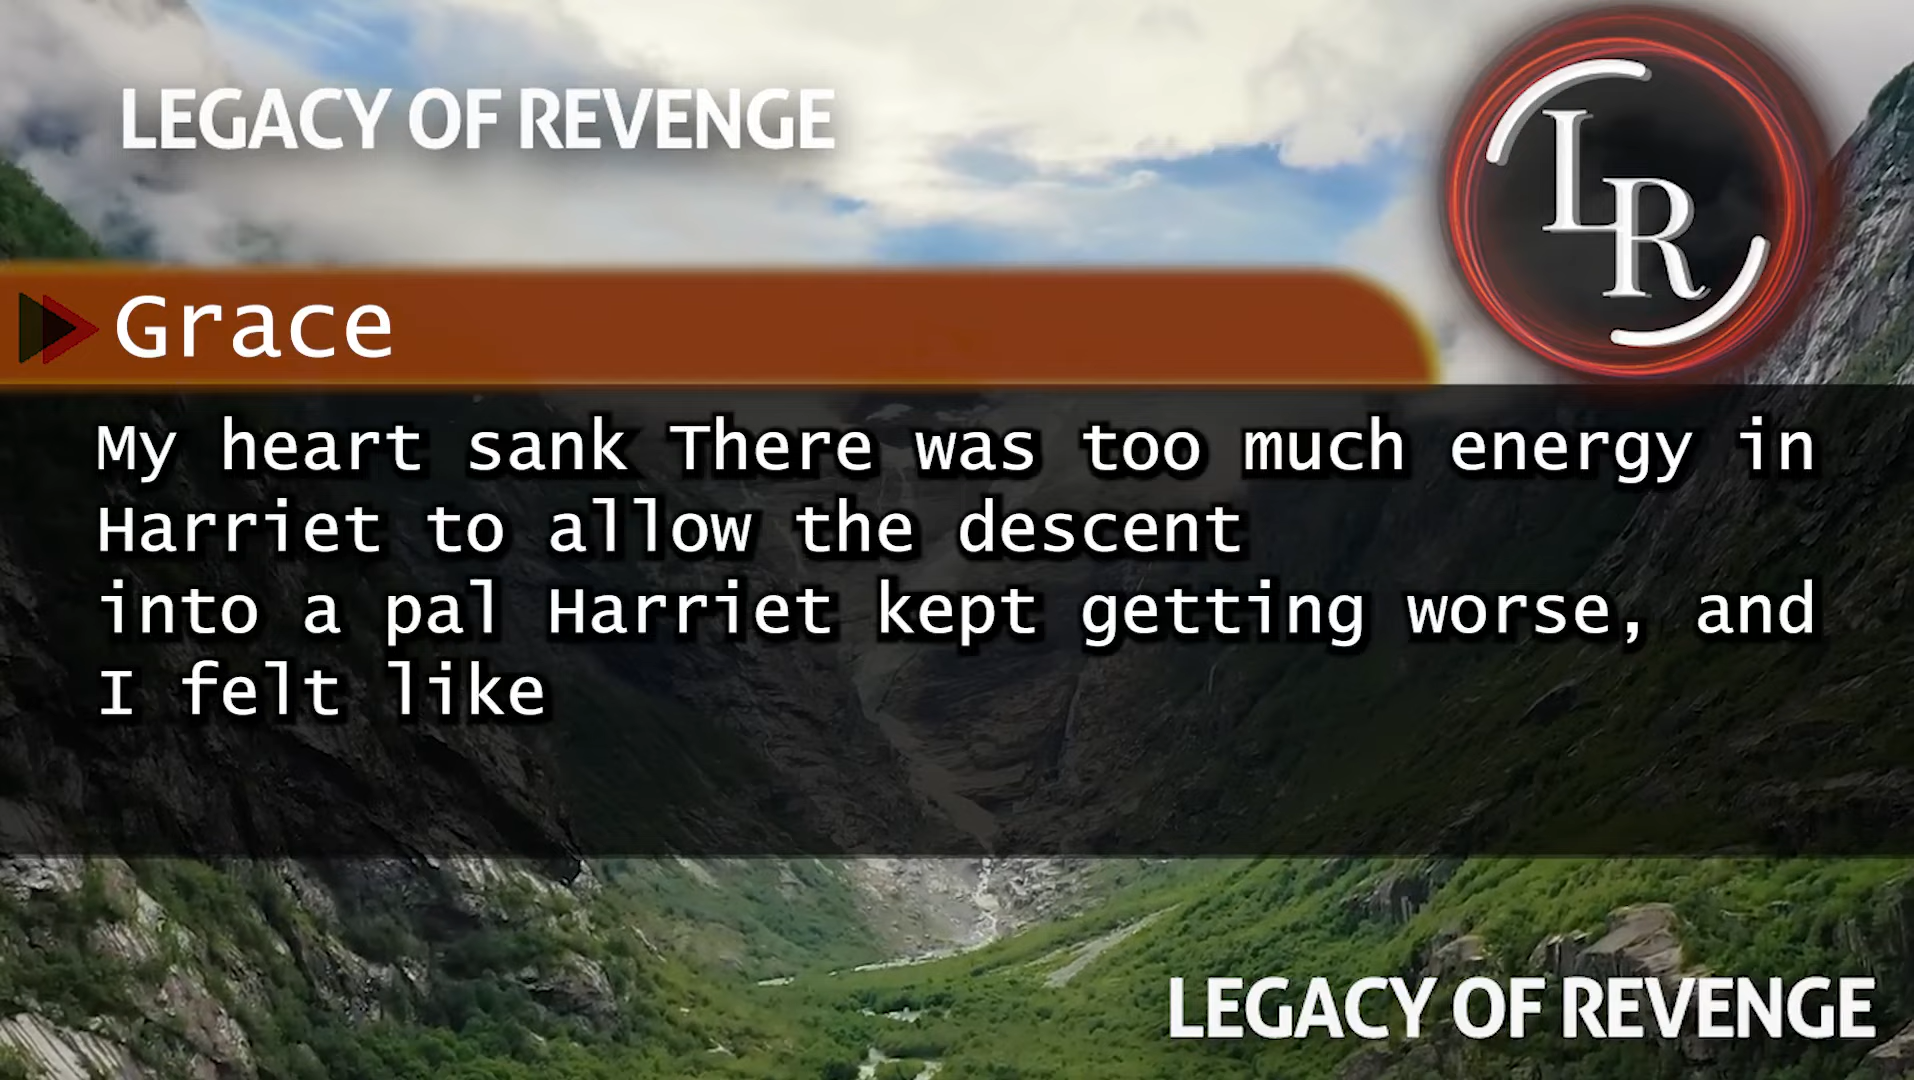 LEGACY OF REVENGE
LR
Grace
My heart sank There was too much energy in
Harriet to allow the descent
into a pal Harriet kept getting worse, and
I felt like
LEGACY OF REVENGE